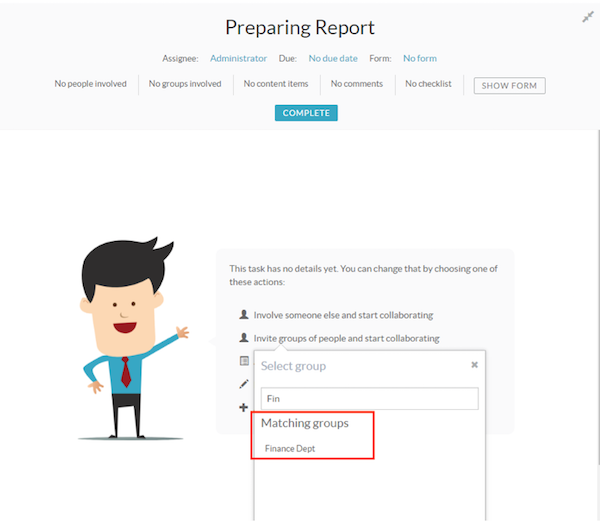 Preparing Report
Assignee: Administrator Due: No due date Form: No form
No people involved No groups involved No content items No comments No checklist SHOW FORM
COMPLETE
This task has no details yet. You can change that by choosing one of
these actions:
Involve someone else and start collaborating
Invite groups of people and start collaborating
Select group
Fin
Matching groups
Finance Dept